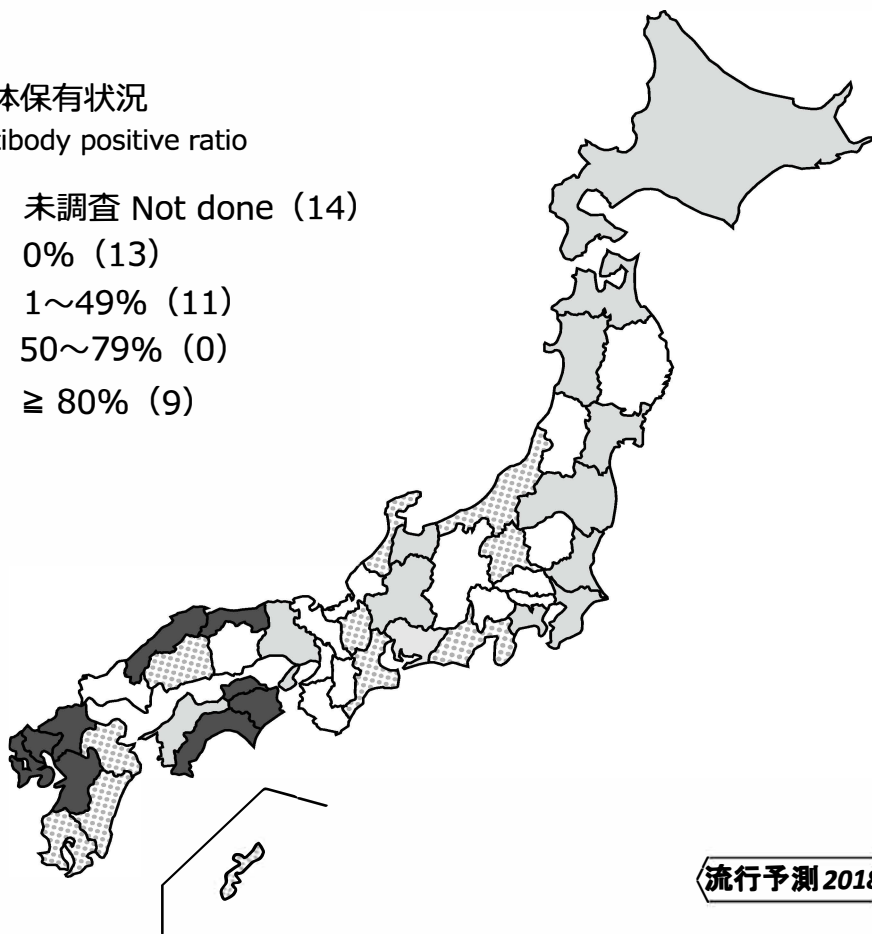 体保有状況
tibody positive ratio
未調査 Not done（14）
0%（13）
1～49%（11）
50～79%（0）
≧ 80%（9）
流行予測2018